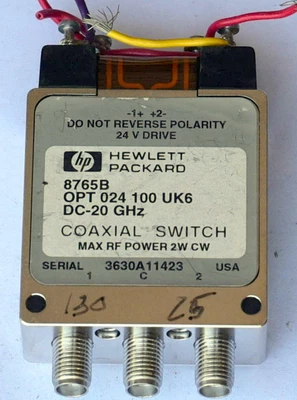 -1+ +2-
DO NOT REVERSE POLARITY
24 V DRIVE
hp HEWLETT
PACKARD
8765B
OPT 024 100 UK6
DC-20 GHz
COAXIAL SWITCH
MAX RF POWER 2W CW
SERIAL 3630A11423 USA
1 C 2
130 25